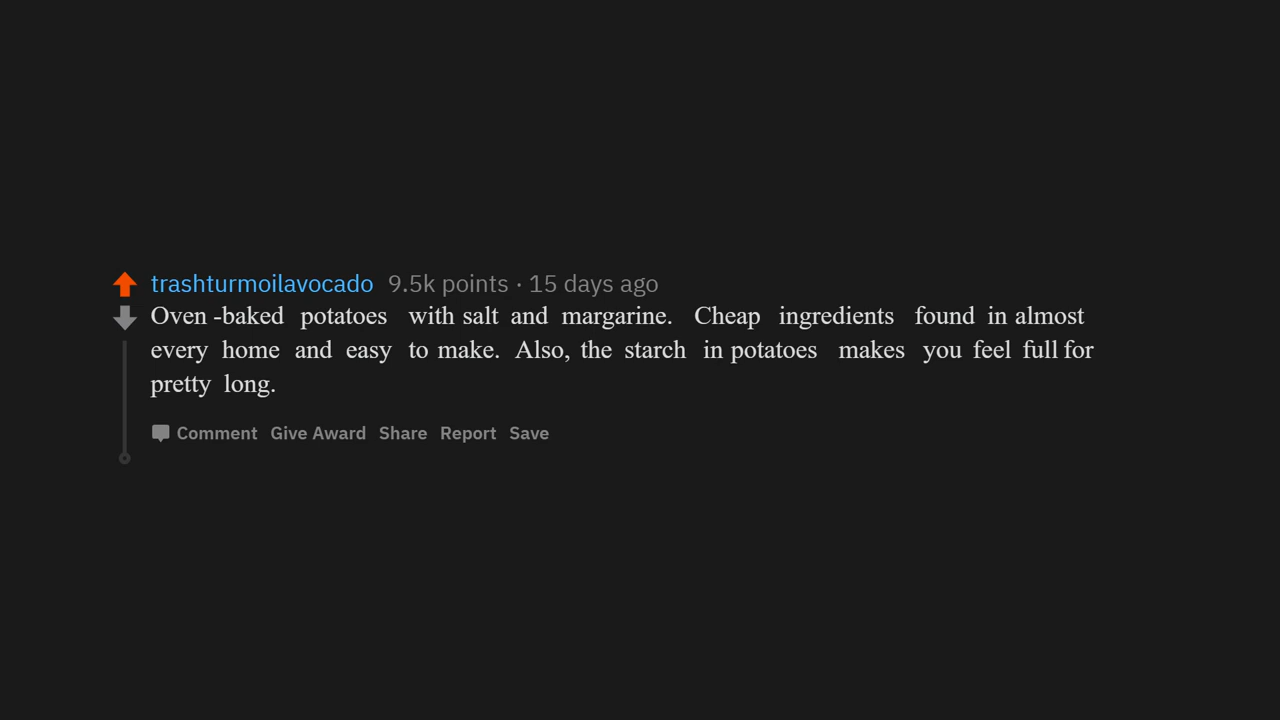 trashturmoilavocado 9.5k points · 15 days ago
Oven -baked potatoes with salt and margarine. Cheap ingredients found in almost
every home and easy to make. Also, the starch in potatoes makes you feel full for
pretty long.
Comment Give Award Share Report Save